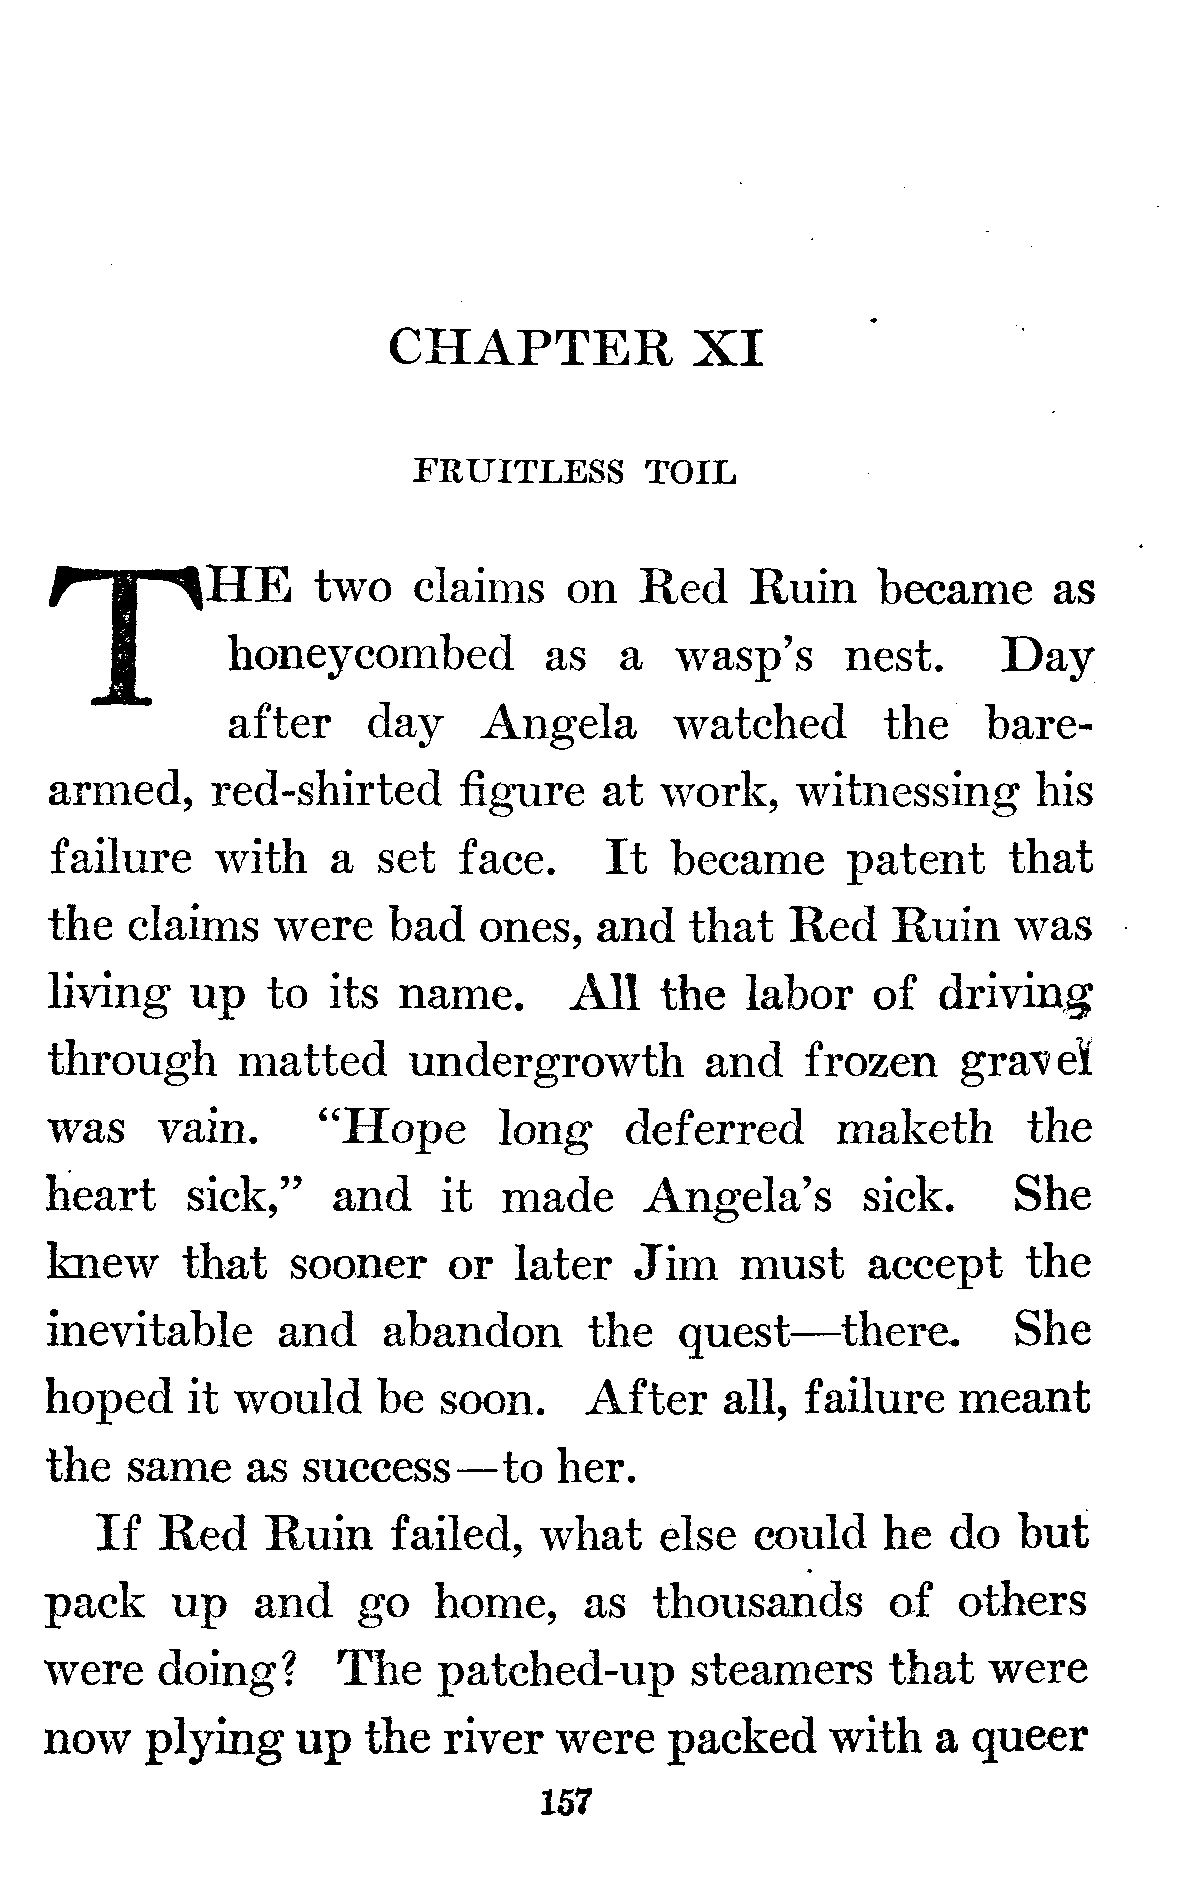 CHAPTER XI
FRUITLESS TOIL
THE two claims on Red Ruin became as
honeycombed as a wasp's nest. Day
after day Angela watched the bare-
armed, red-shirted figure at work, witnessing his
failure with a set face. It became patent that
the claims were bad ones, and that Red Ruin was
living up to its name. All the labor of driving
through matted undergrowth and frozen gravel
was vain. “Hope long deferred maketh the
heart sick,” and it made Angela's sick. She
knew that sooner or later Jim must accept the
inevitable and abandon the quest—there. She
hoped it would be soon. After all, failure meant
the same as success—to her.
If Red Ruin failed, what else could he do but
pack up and go home, as thousands of others
were doing? The patched-up steamers that were
now plying up the river were packed with a queer
157